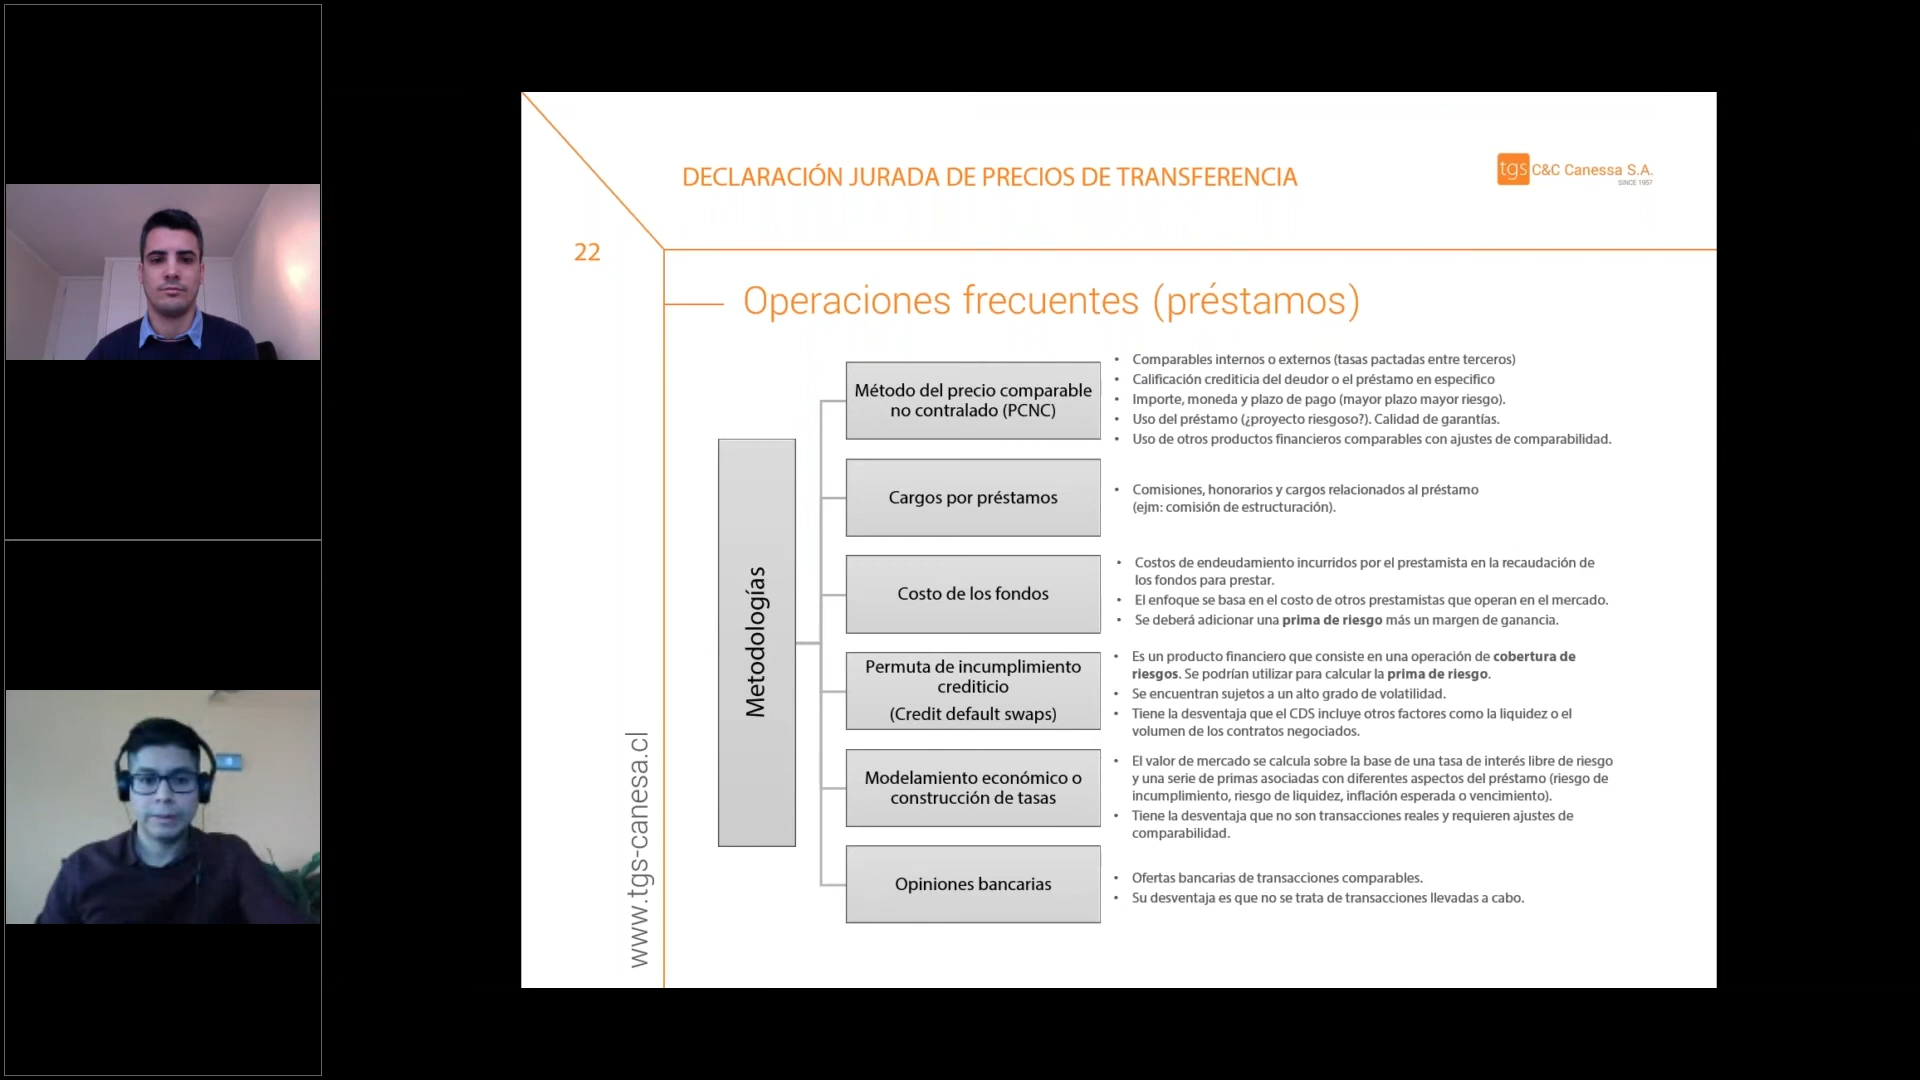 DECLARACIÓN JURADA DE PRECIOS DE TRANSFERENCIA
tgs C&C Canessa S.A.
SINCE 1957
22
Operaciones frecuentes (préstamos)
Metodologías
Método del precio comparable
no contralado (PCNC)
• Comparables internos o externos (tasas pactadas entre terceros)
• Calificación crediticia del deudor o el préstamo en especifico
• Importe, moneda y plazo de pago (mayor plazo mayor riesgo).
• Uso del préstamo (¿proyecto riesgoso?). Calidad de garantías.
• Uso de otros productos financieros comparables con ajustes de comparabilidad.
Cargos por préstamos
• Comisiones, honorarios y cargos relacionados al préstamo
(ejm: comisión de estructuración).
Costo de los fondos
• Costos de endeudamiento incurridos por el prestamista en la recaudación de
los fondos para prestar.
• El enfoque se basa en el costo de otros prestamistas que operan en el mercado.
• Se deberá adicionar una prima de riesgo más un margen de ganancia.
Permuta de incumplimiento
crediticio
(Credit default swaps)
• Es un producto financiero que consiste en una operación de cobertura de
riesgos. Se podrían utilizar para calcular la prima de riesgo.
• Se encuentran sujetos a un alto grado de volatilidad.
• Tiene la desventaja que el CDS incluye otros factores como la liquidez o el
volumen de los contratos negociados.
Modelamiento económico o
construcción de tasas
• El valor de mercado se calcula sobre la base de una tasa de interés libre de riesgo
y una serie de primas asociadas con diferentes aspectos del préstamo (riesgo de
incumplimiento, riesgo de liquidez, inflación esperada o vencimiento).
• Tiene la desventaja que no son transacciones reales y requieren ajustes de
comparabilidad.
Opiniones bancarias
• Ofertas bancarias de transacciones comparables.
• Su desventaja es que no se trata de transacciones llevadas a cabo.
www.tgs-canesa.cl